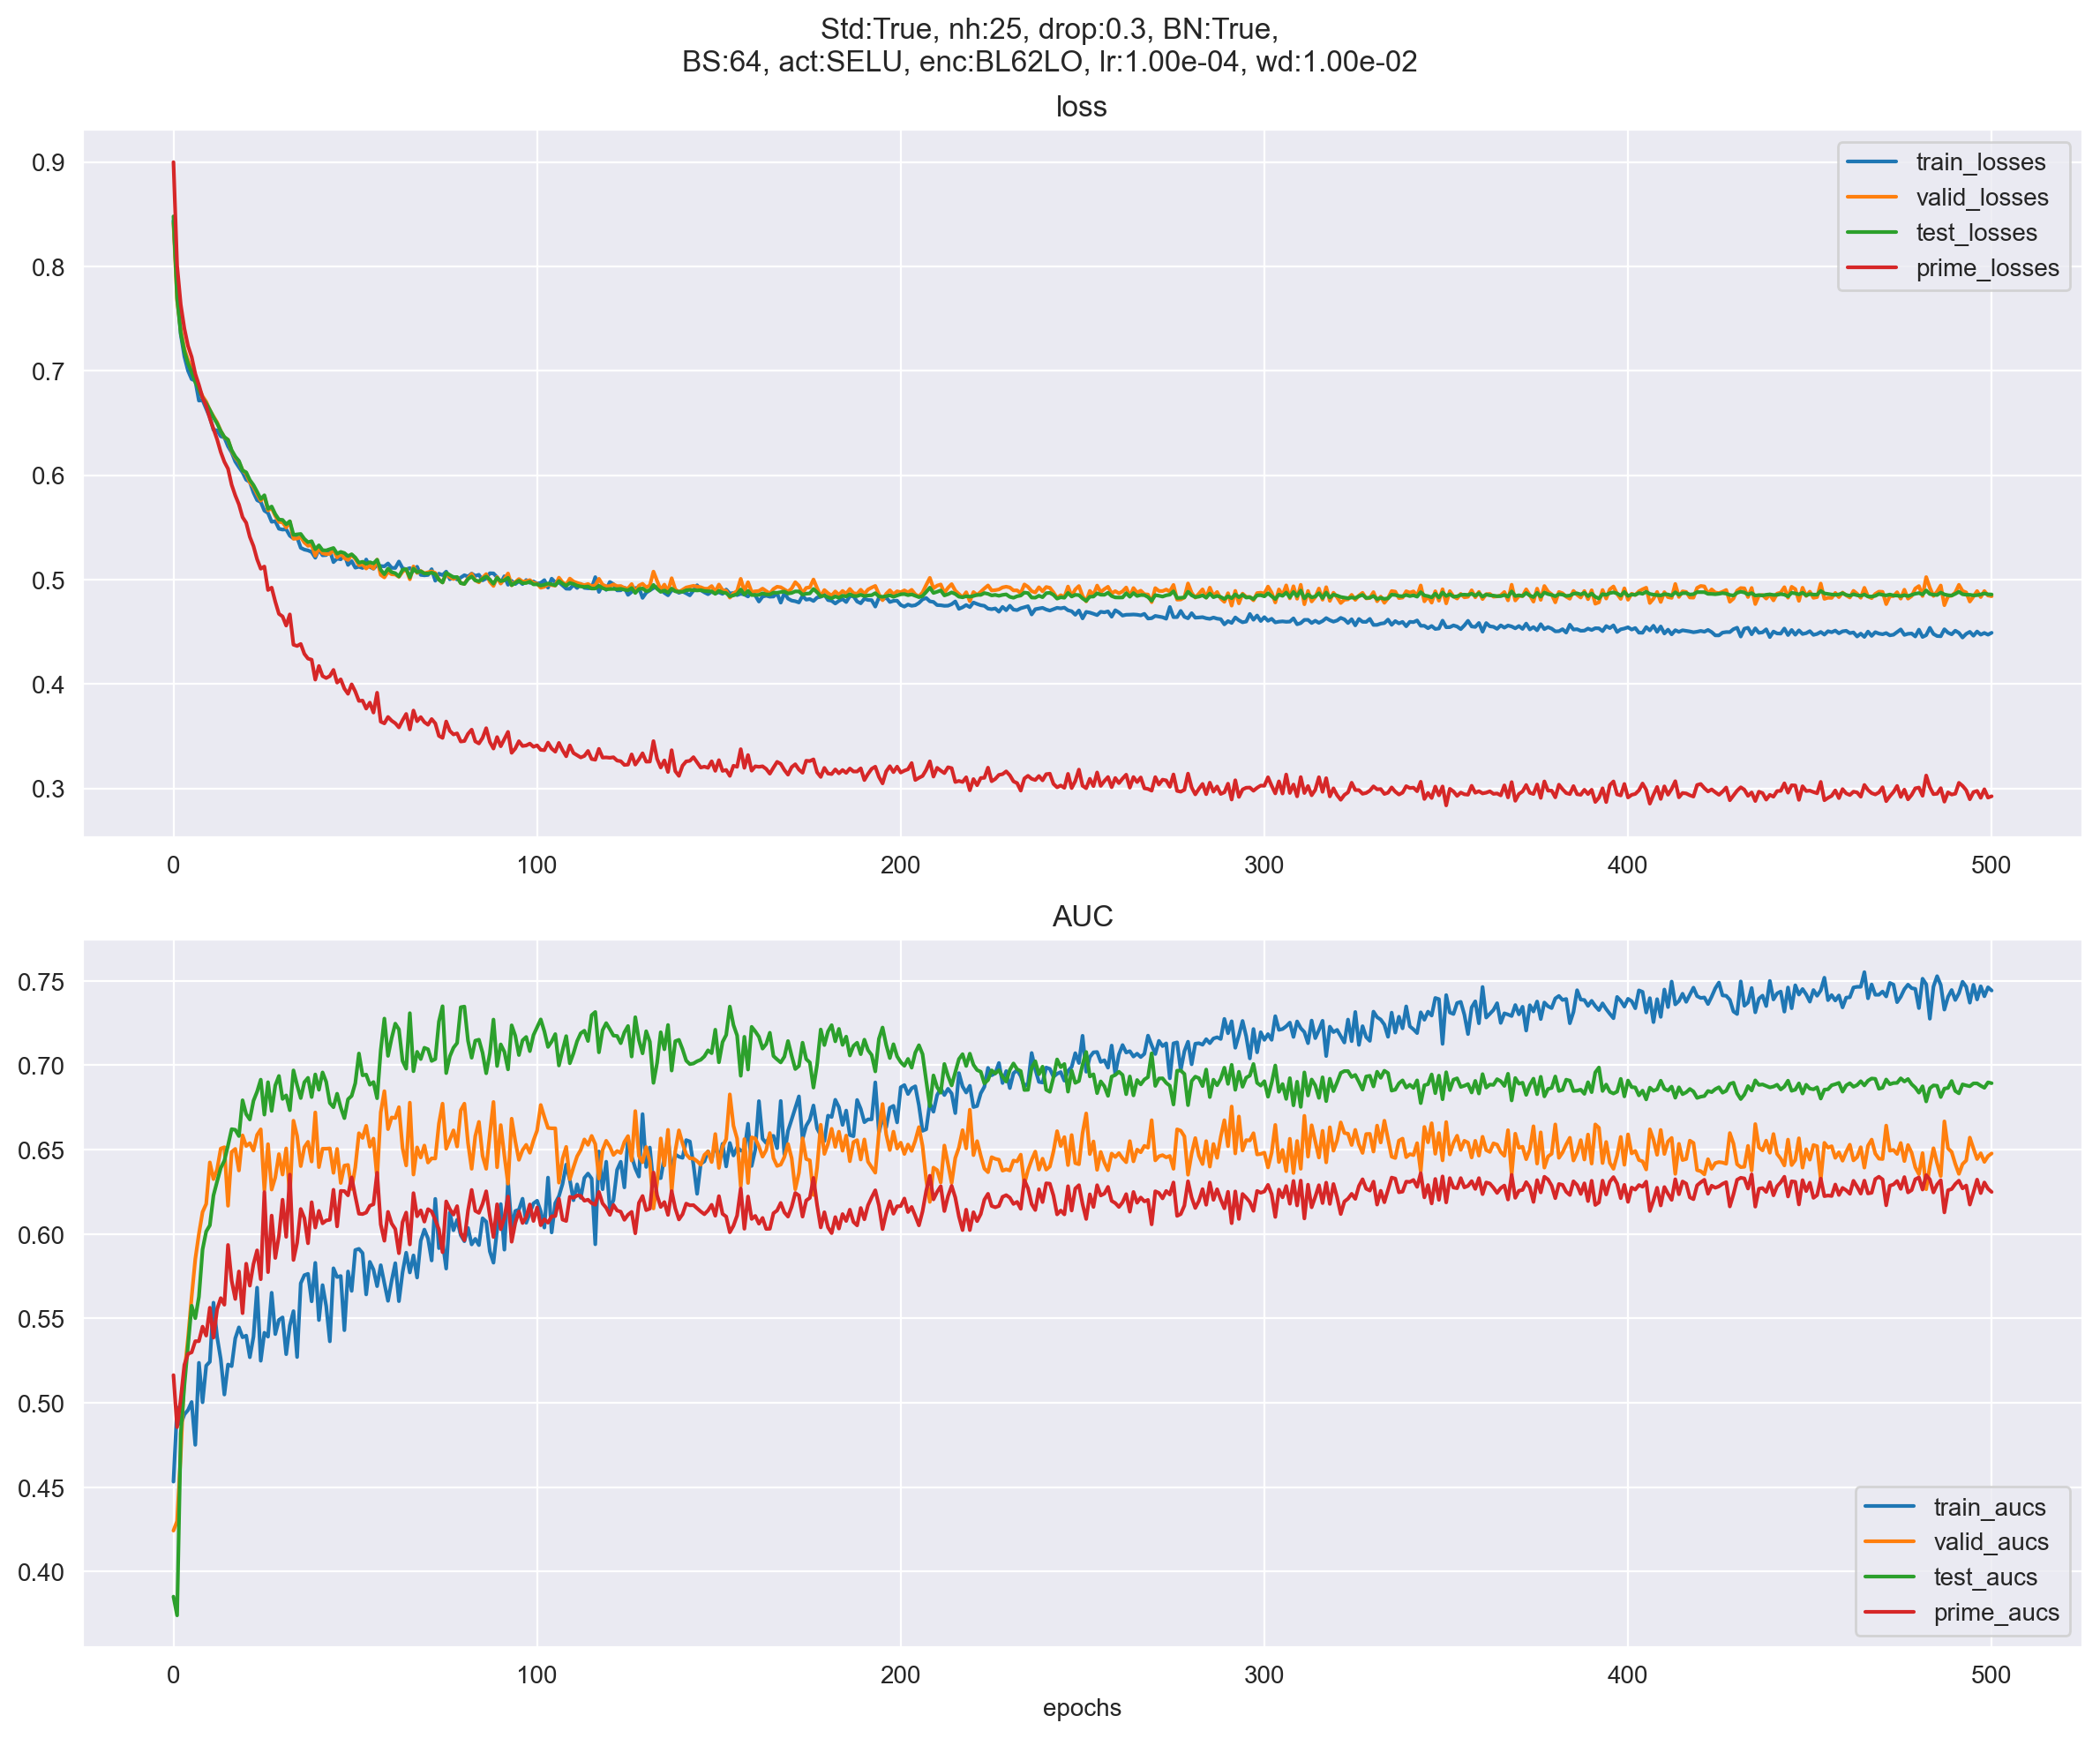 Std:True, nh:25, drop:0.3, BN:True,
BS:64, act:SELU, enc:BL62LO, lr:1.00e-04, wd:1.00e-02
loss
0.9
0.8
0.7
0.6
0.5
0.4
0.3
train_losses
valid_losses
test_losses
prime_losses
0 100 200 300 400 500
AUC
0.75
0.70
0.65
0.60
0.55
0.50
0.45
0.40
train_aucs
valid_aucs
test_aucs
prime_aucs
0 100 200 300 400 500
epochs